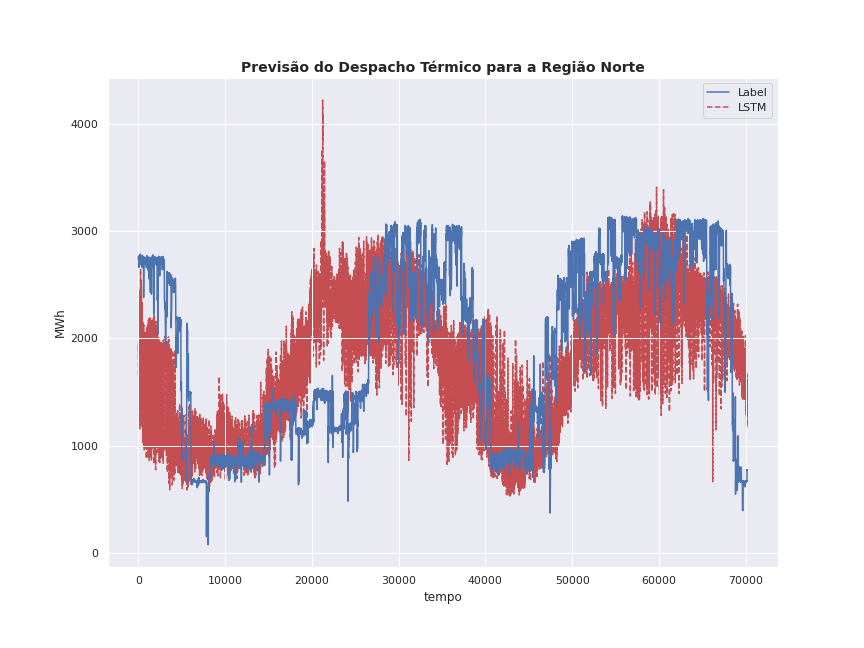 Previsão do Despacho Térmico para a Região Norte
Label
LSTM
MWh
4000
3000
2000
1000
0
0 10000 20000 30000 40000 50000 60000 70000
tempo